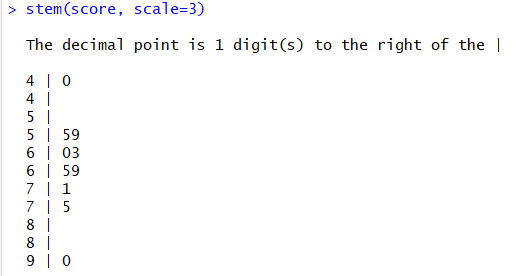 > stem(score, scale=3)
The decimal point is 1 digit(s) to the right of the |
4 | 0
4 |
5 |
5 | 59
6 | 03
6 | 59
7 | 1
7 | 5
8 |
8 |
9 | 0